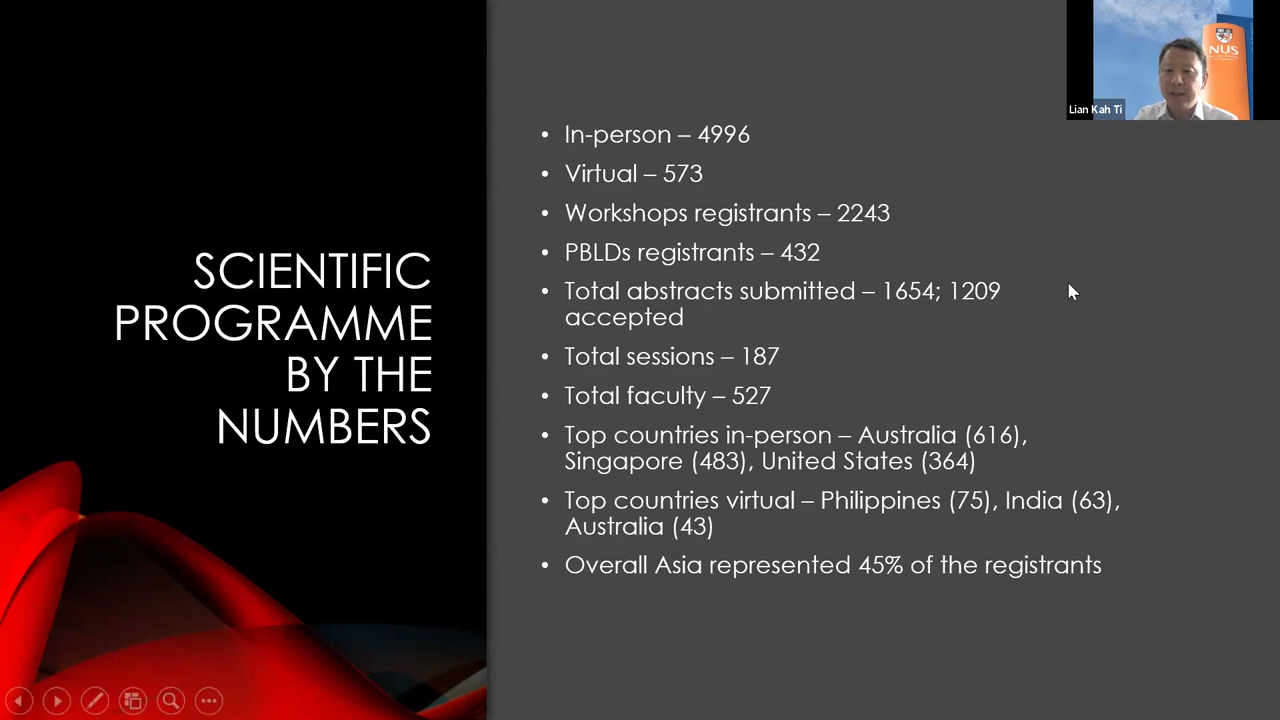 SCIENTIFIC
PROGRAMME
BY THE
NUMBERS
• In-person – 4996
• Virtual – 573
• Workshops registrants – 2243
• PBLDs registrants – 432
• Total abstracts submitted – 1654; 1209
accepted
• Total sessions – 187
• Total faculty – 527
• Top countries in-person – Australia (616),
Singapore (483), United States (364)
• Top countries virtual – Philippines (75), India (63),
Australia (43)
• Overall Asia represented 45% of the registrants
NUS
Lian Kah Ti